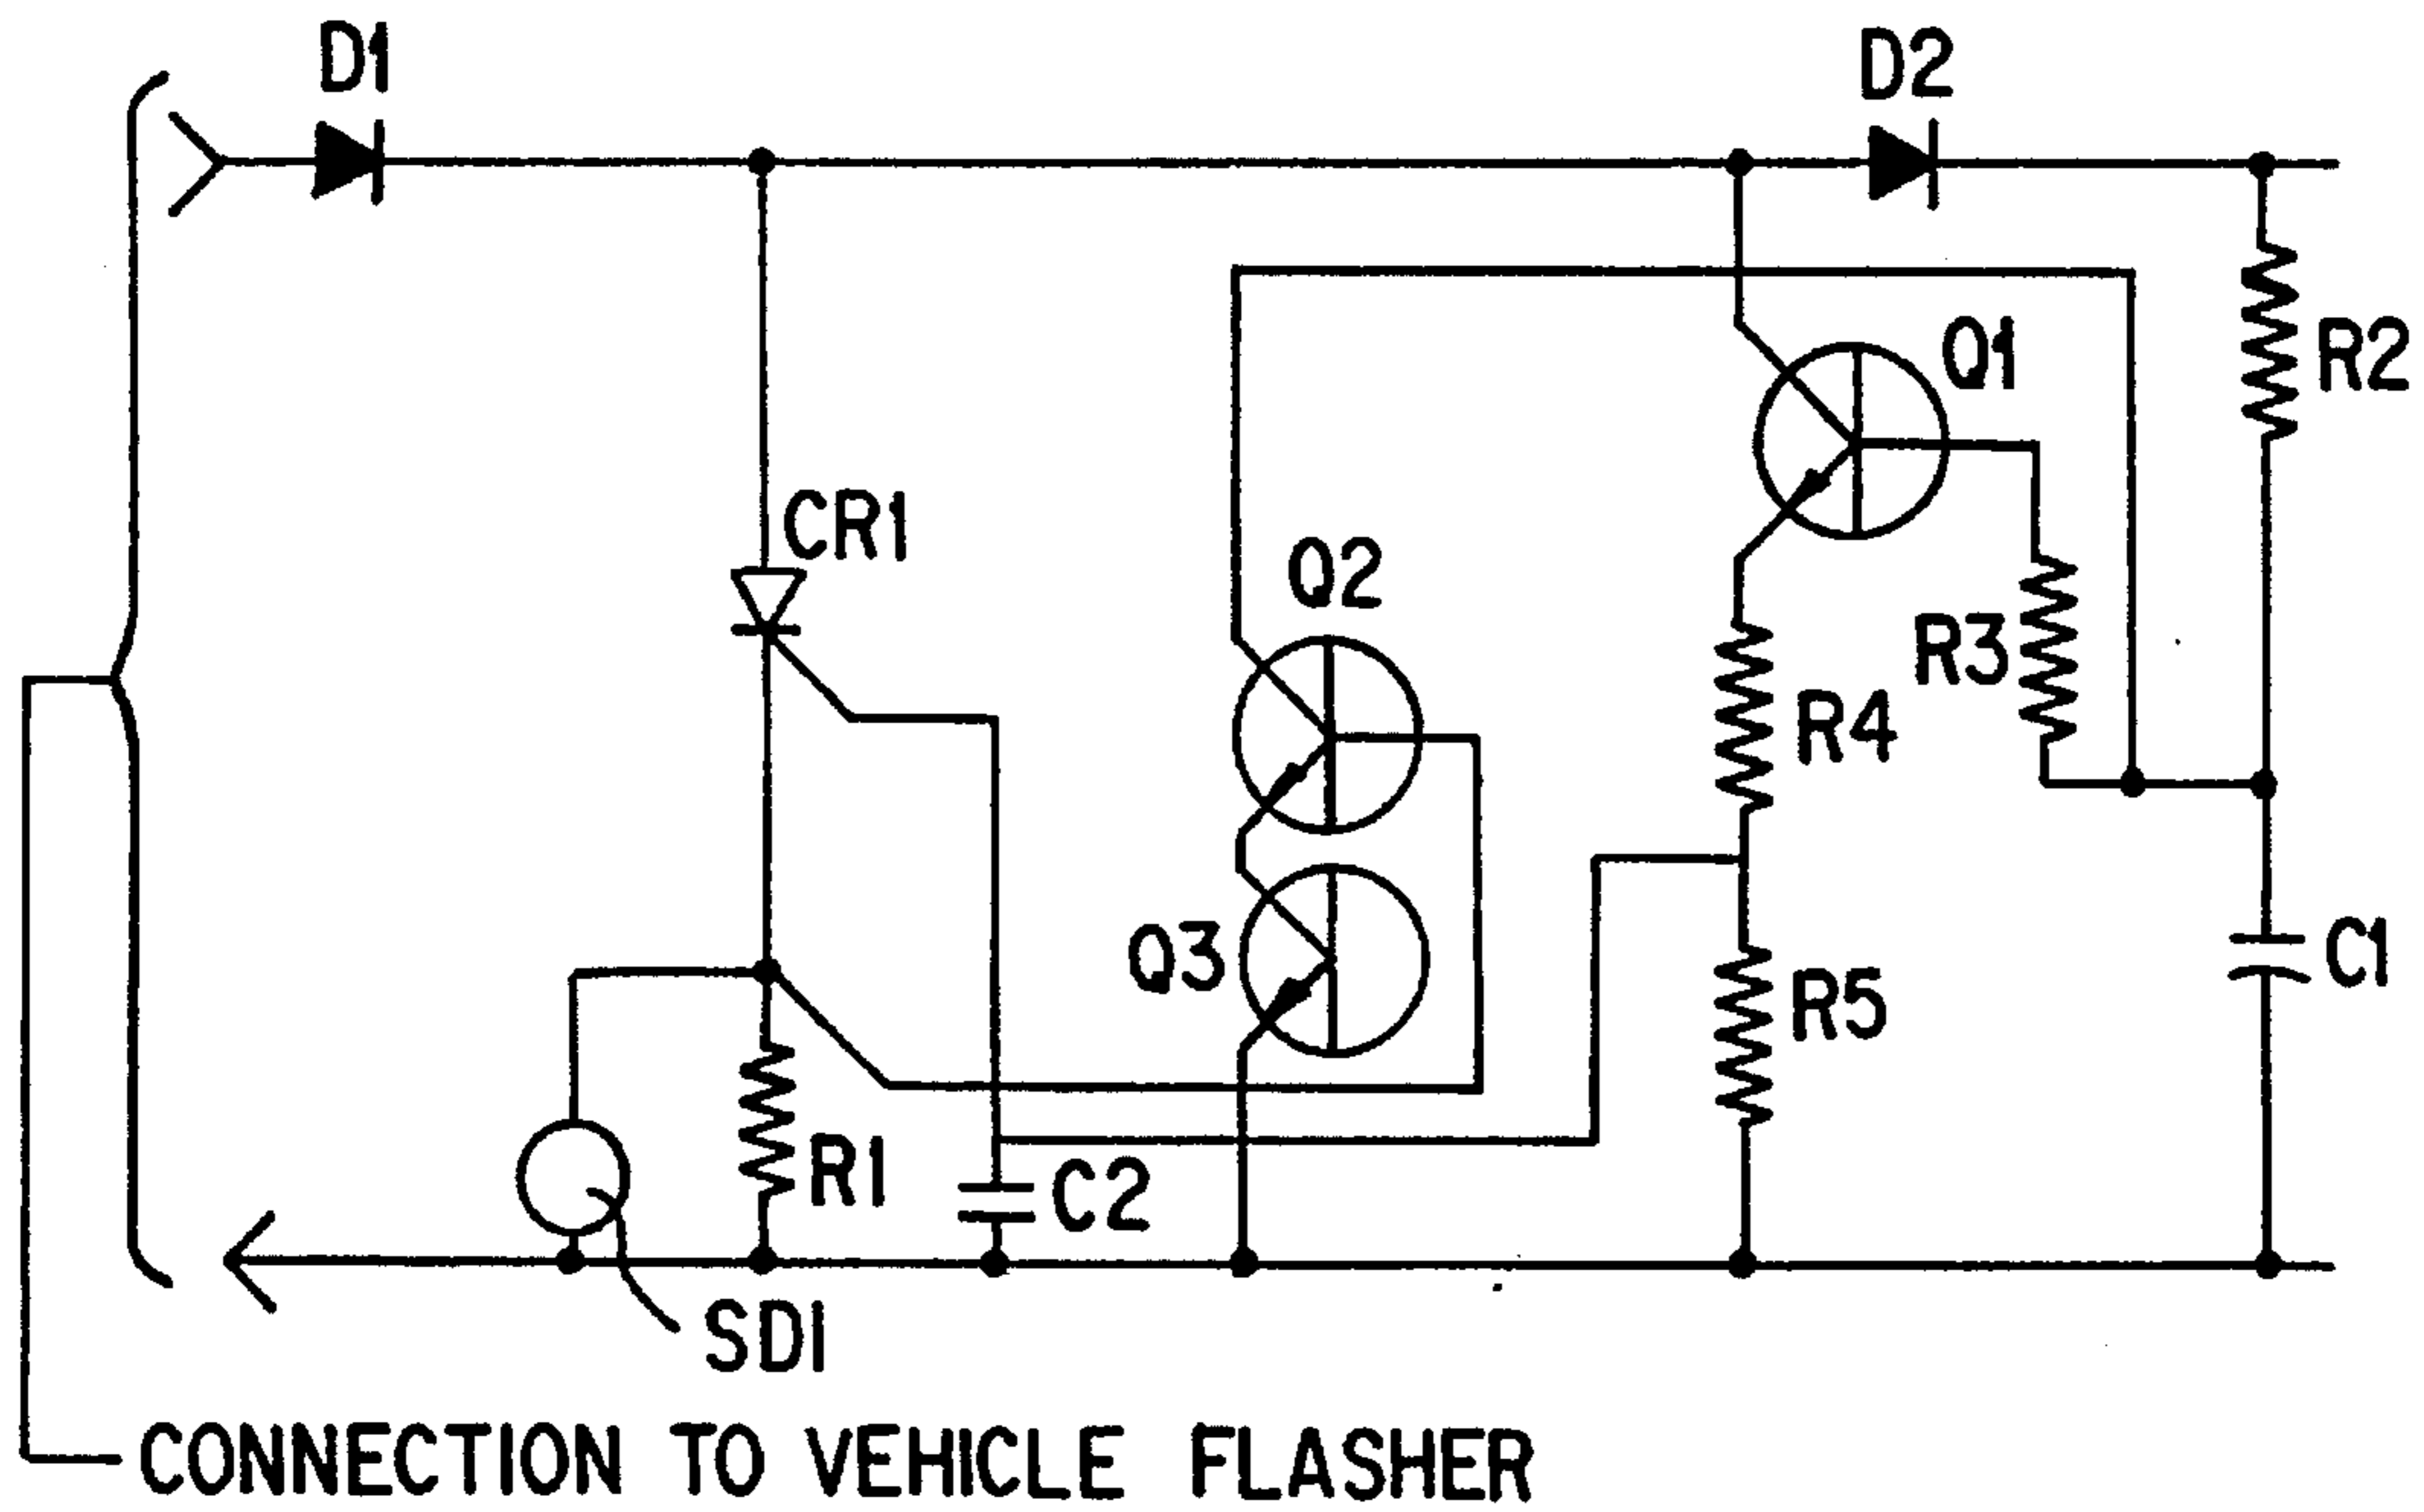 D1
D2
Q1
R2
CR1
Q2
R3
R4
Q3
C1
R5
R1
C2
SD1
CONNECTION TO VEHICLE FLASHER